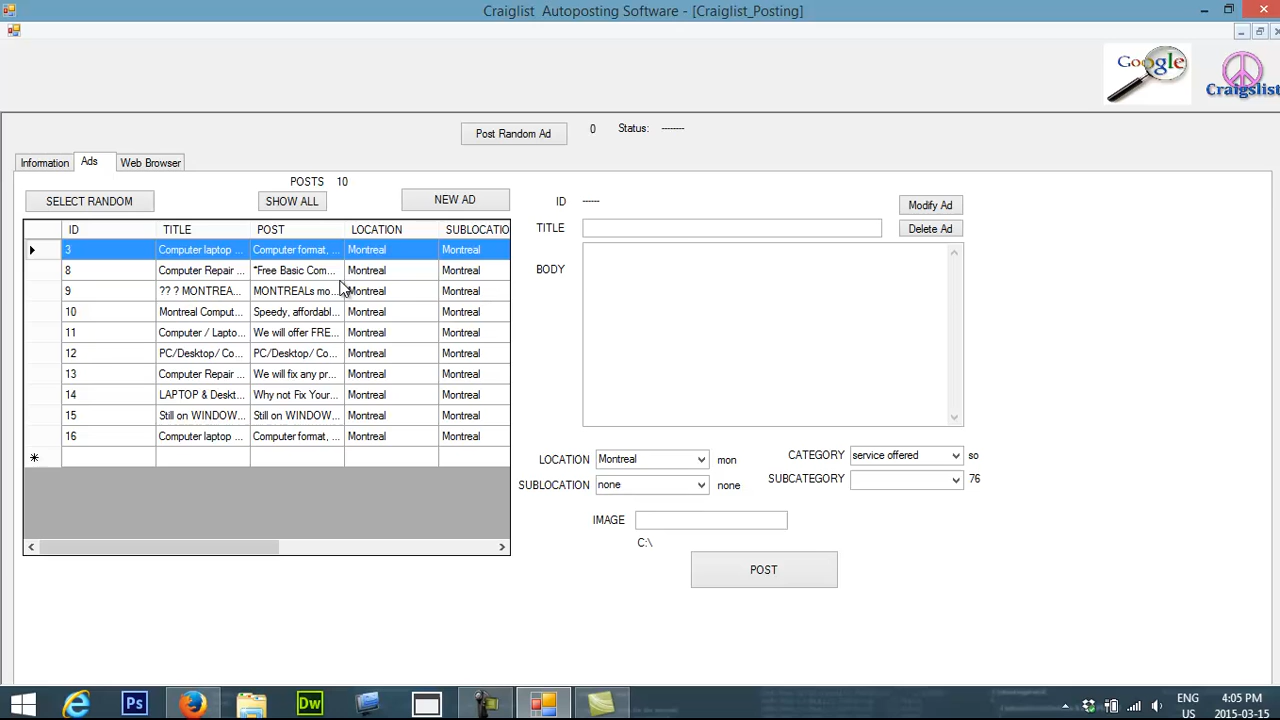 Craiglist Autoposting Software - [Craiglist_Posting]
Google
Craigslist
Post Random Ad 0 Status: --------
Information Ads Web Browser
POSTS 10
SELECT RANDOM SHOW ALL NEW AD
ID TITLE POST LOCATION SUBLOCATIO
3 Computer laptop ... Computer format, ... Montreal Montreal
8 Computer Repair ... *Free Basic Com... Montreal Montreal
9 ?? ? MONTREA... MONTREALs mo... Montreal Montreal
10 Montreal Comput... Speedy, affordabl... Montreal Montreal
11 Computer / Lapto... We will offer FRE... Montreal Montreal
12 PC/Desktop/ Co... PC/Desktop/ Co... Montreal Montreal
13 Computer Repair ... We will fix any pr... Montreal Montreal
14 LAPTOP & Deskt... Why not Fix Your... Montreal Montreal
15 Still on WINDOW... Still on WINDOW... Montreal Montreal
16 Computer laptop ... Computer format, ... Montreal Montreal
ID ------
Modify Ad
TITLE
Delete Ad
BODY
LOCATION Montreal mon
CATEGORY service offered so
SUBLOCATION none none
SUBCATEGORY 76
IMAGE
C:\
POST
Ps
Dw
ENG
US
4:05 PM
2015-03-15